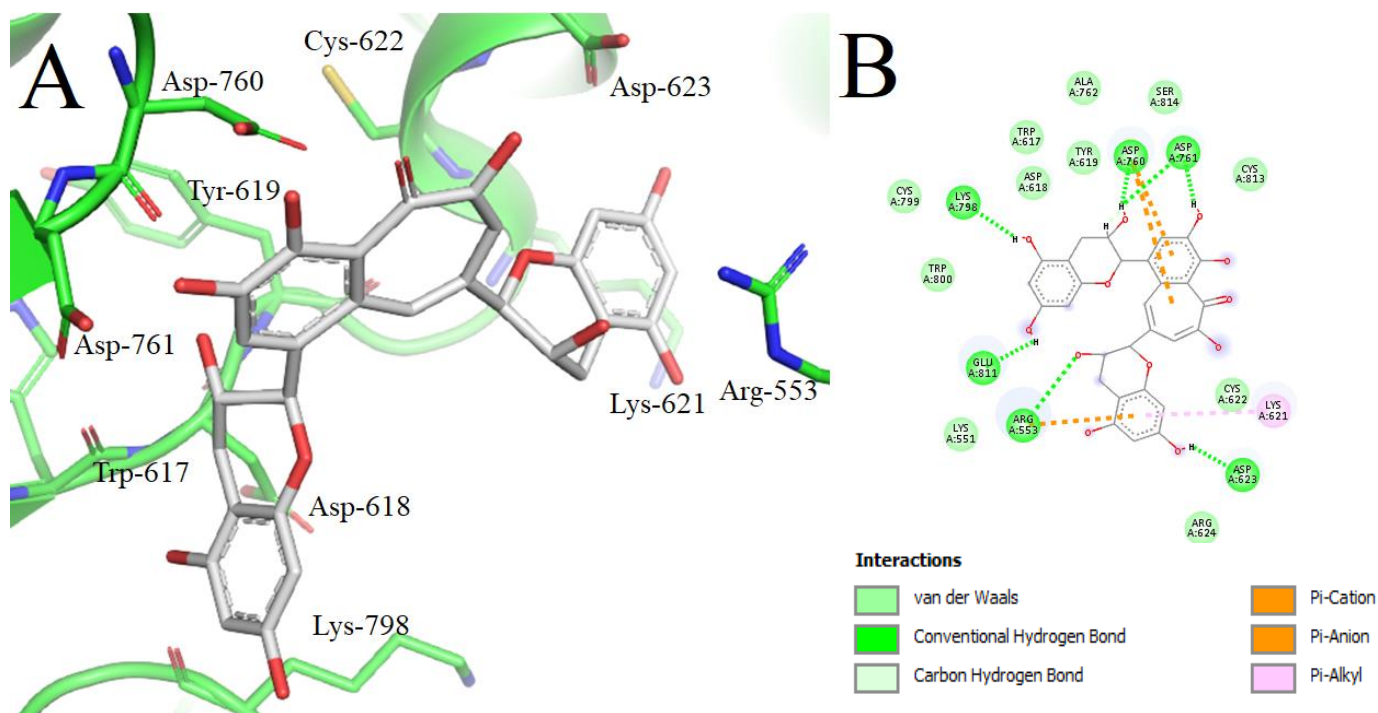 A
Cys-622
Asp-760
Asp-623
Tyr-619
Asp-761
Lys-621
Arg-553
Trp-617
Asp-618
Lys-798
B
ALA
A:762
SER
A:814
TRP
A:617
TYR
A:619
ASP
A:760
ASP
A:761
CYS
A:813
ASP
A:618
CYS
A:799
LYS
A:798
TRP
A:800
GLU
A:811
LYS
A:551
ARG
A:553
CYS
A:622
LYS
A:621
ASP
A:623
ARG
A:624
H
H
H
H
H
H
O
O
O
O
O
O
O
O
O
O
O
O
Interactions
van der Waals
Conventional Hydrogen Bond
Carbon Hydrogen Bond
Pi-Cation
Pi-Anion
Pi-Alkyl